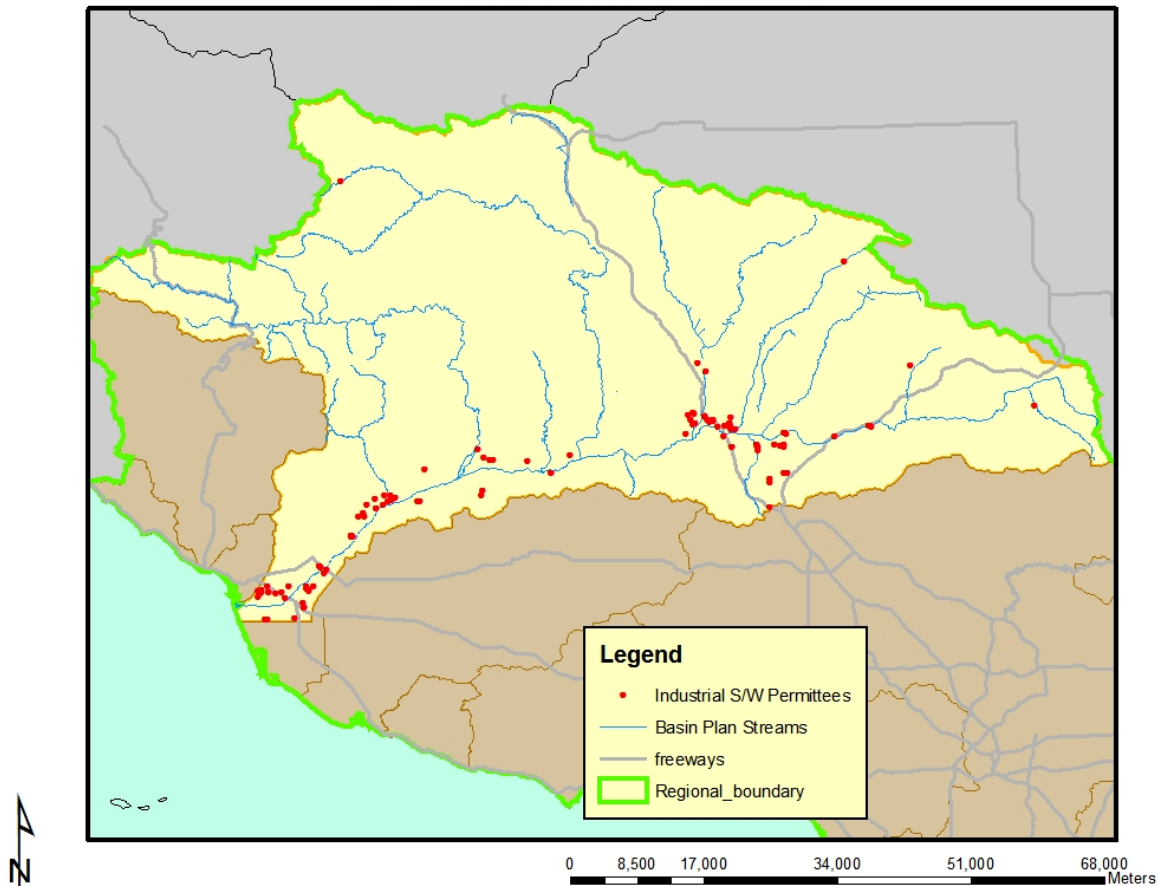 Legend
Industrial S/W Permittees
Basin Plan Streams
freeways
Regional_boundary
N
0 8,500 17,000 34,000 51,000 68,000
Meters